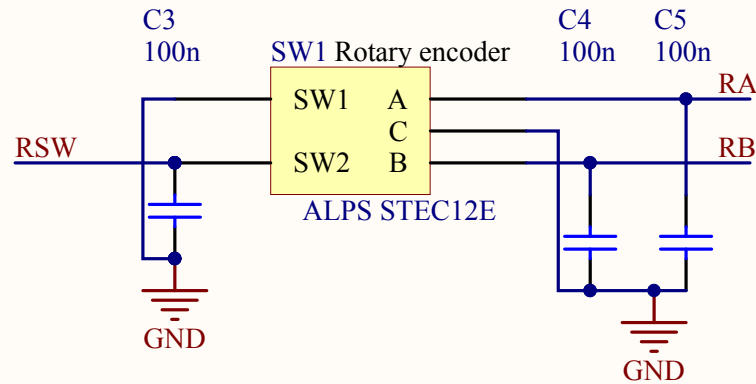 C3
100n
SW1 Rotary encoder
C4
100n
C5
100n
SW1
A
RA
C
RSW
SW2
B
RB
ALPS STEC12E
GND
GND